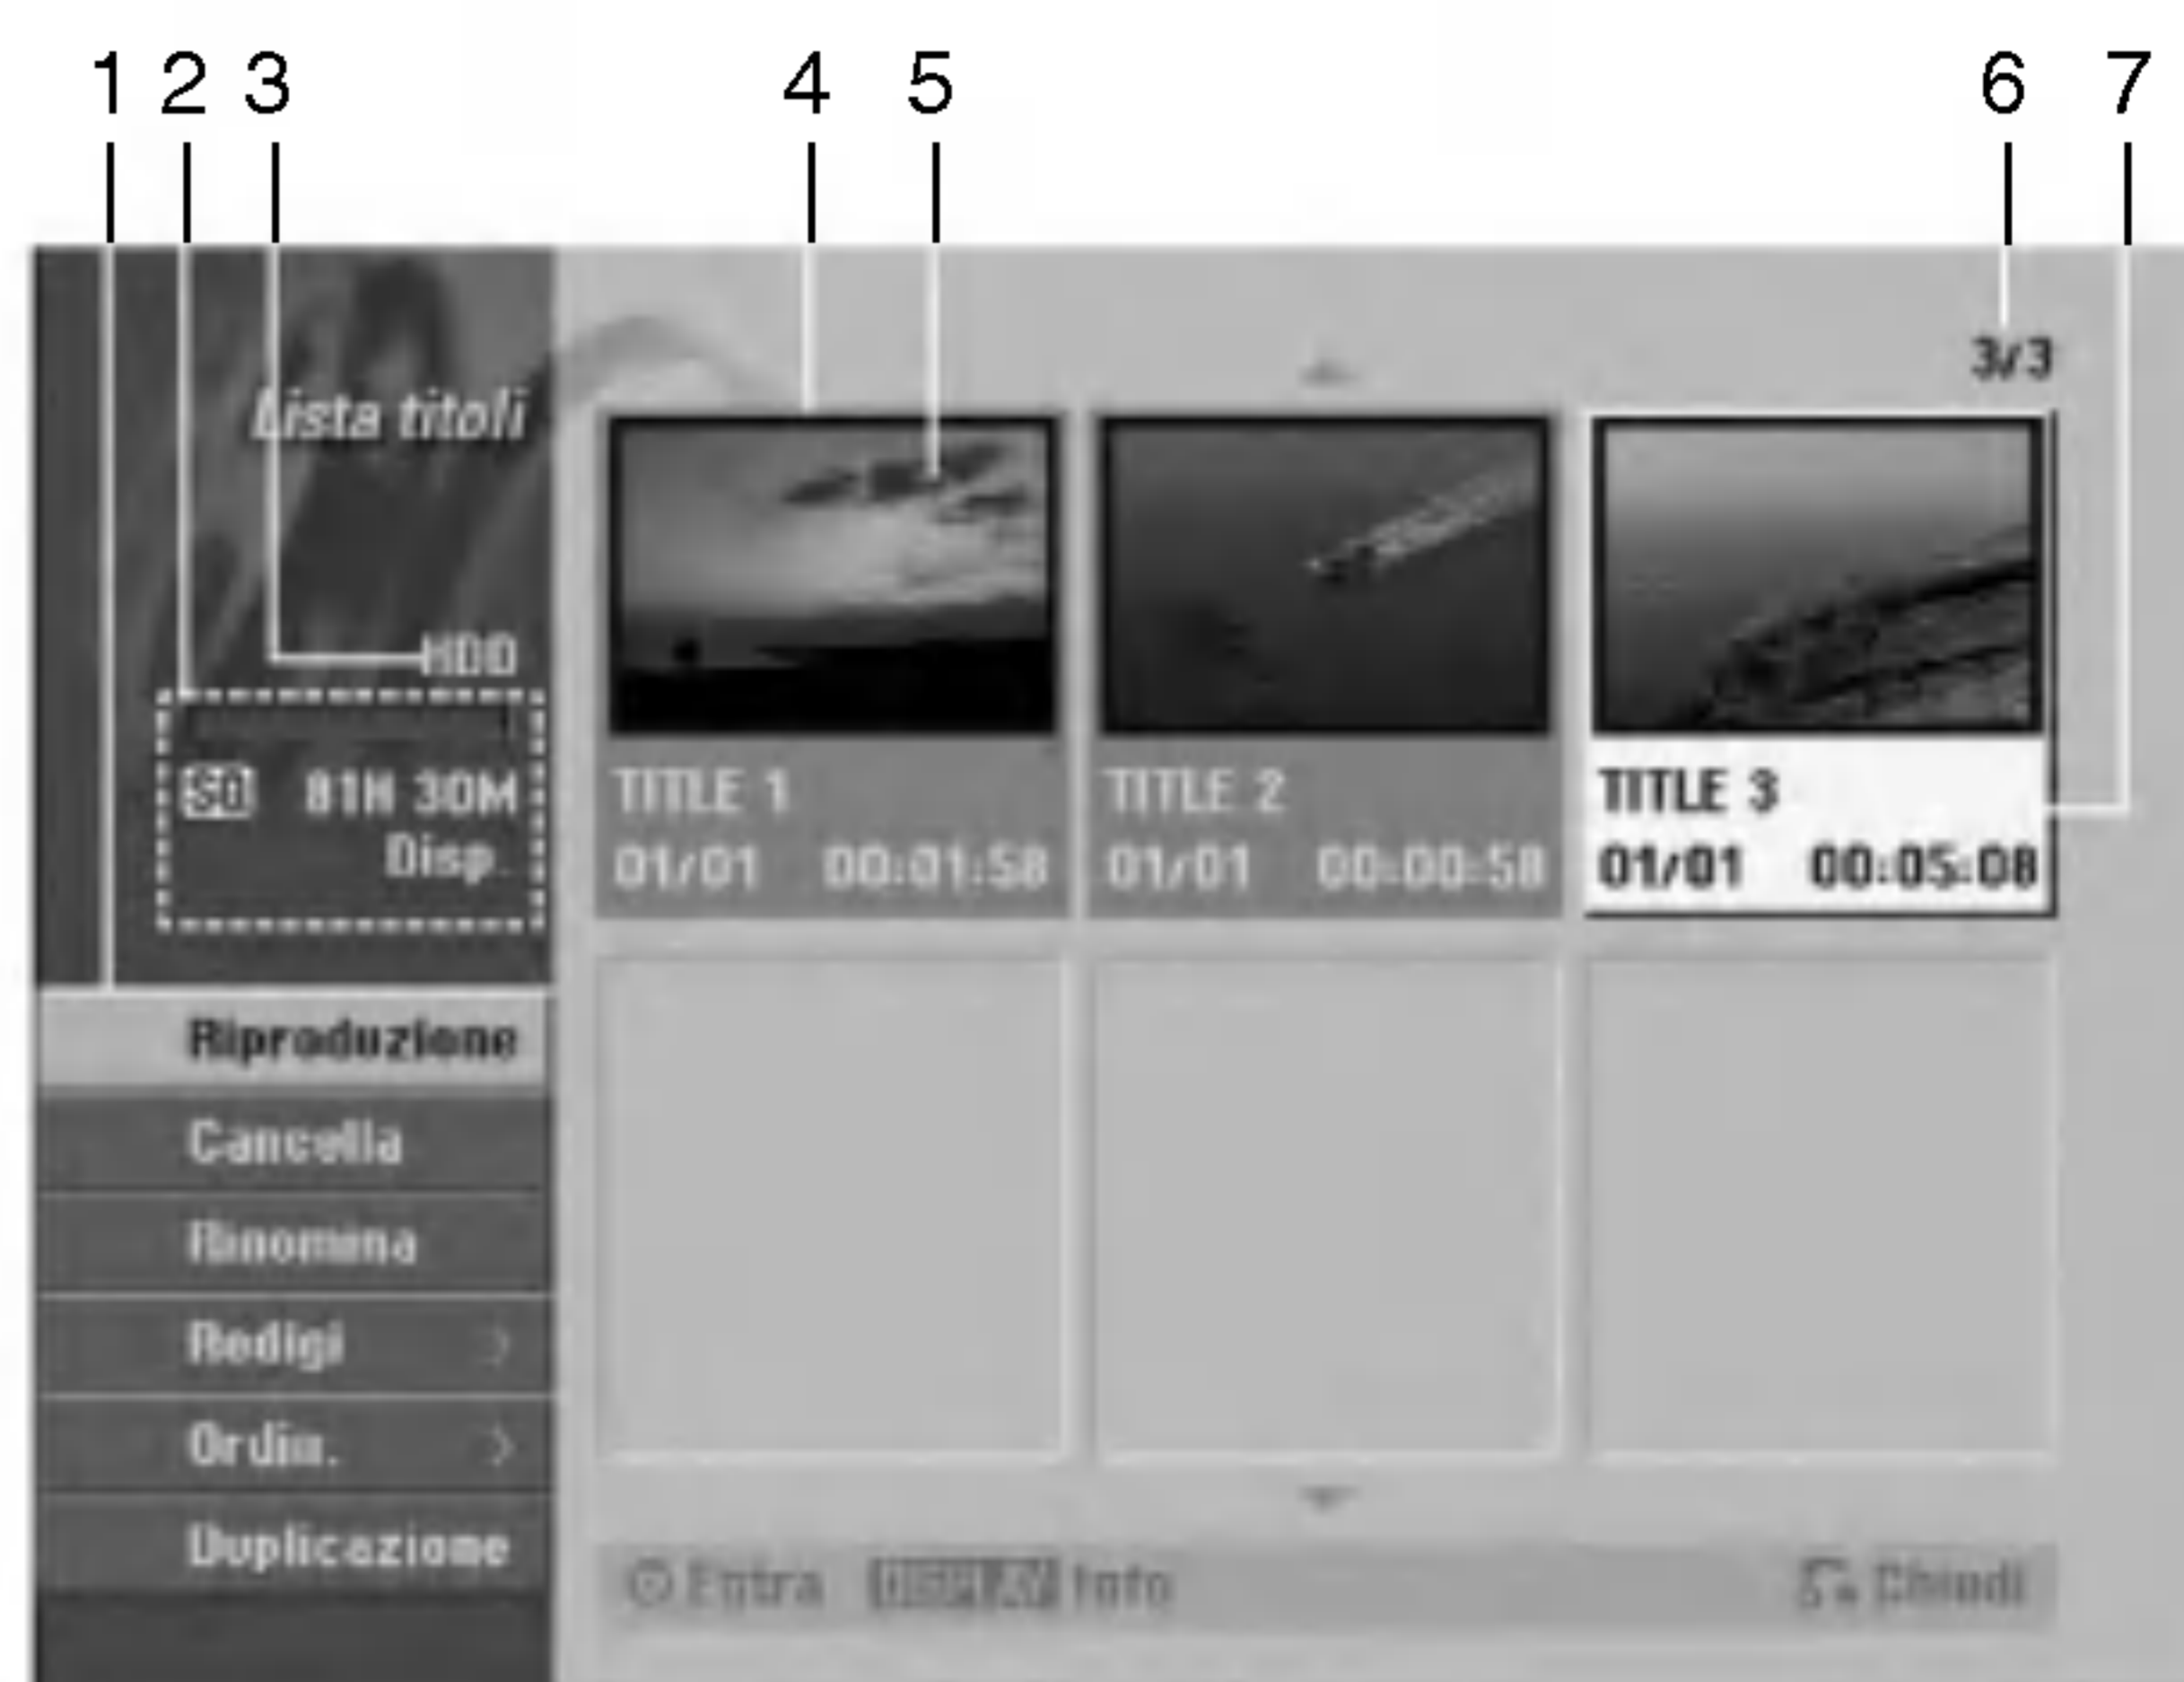 1 2 3 4 5 6 7
3/3
Lista titoli
HDD
SQ 81H 30M
Disp.
TITLE 1
01/01 00:01:58
TITLE 2
01/01 00:00:58
TITLE 3
01/01 00:05:08
Riproduzione
Cancella
Rinomina
Redigi >
Ordin. >
Duplicazione
Entra DISPLAY Info Chiudi